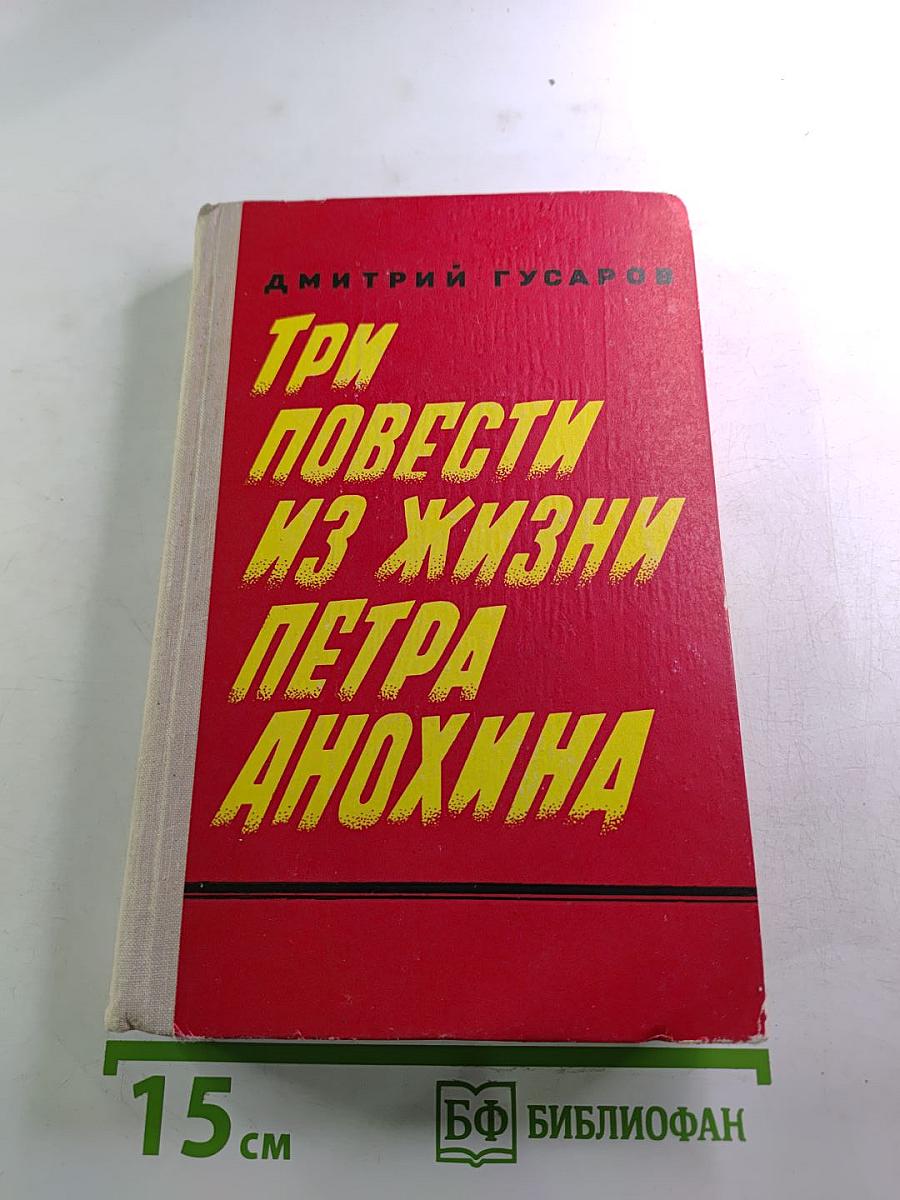 ДМИТРИЙ ГУСАРОВ
ТРИ
ПОВЕСТИ
ИЗ ЖИЗНИ
ПЕТРА
АНОХИНА
15 см
БФ БИБЛИОФАН